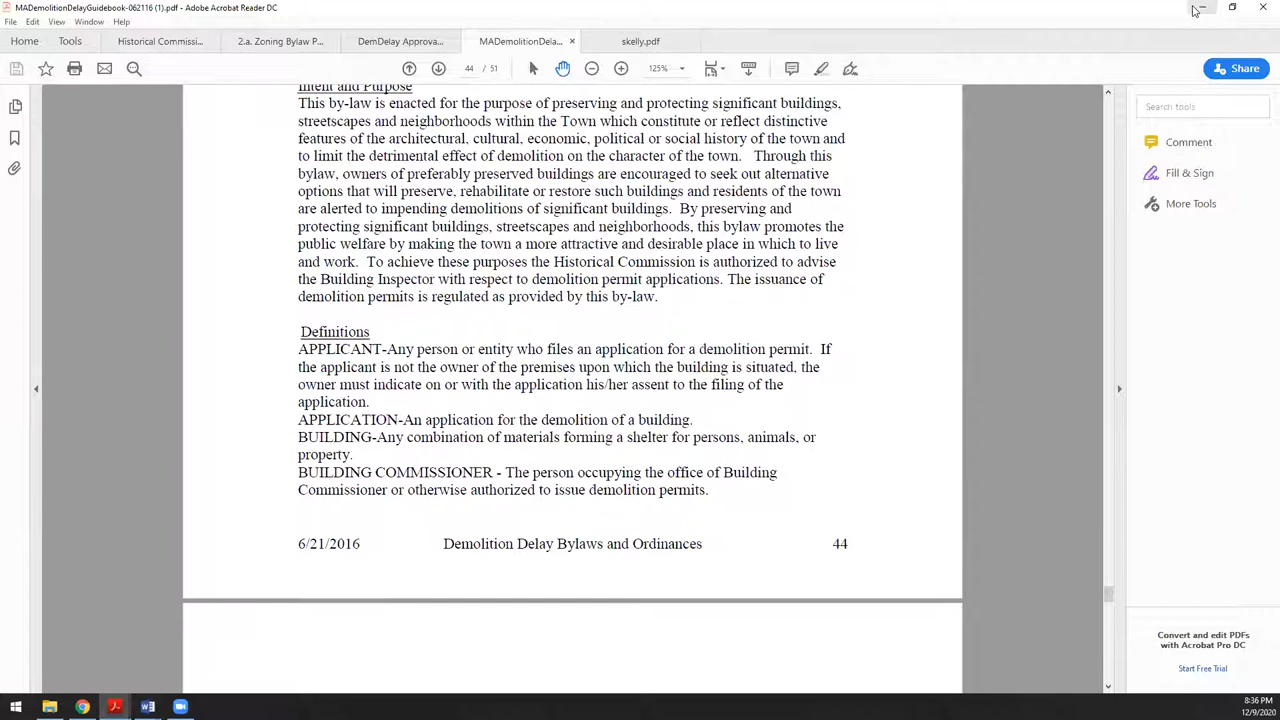 MADemolitionDelayGuidebook-062116 (1).pdf - Adobe Acrobat Reader DC
File Edit View Window Help
Home Tools Historical Commissi... 2.a. Zoning Bylaw P... DemDelay Approva... MADemolitionDela... × skelly.pdf
44 / 51 125% Share
Intent and Purpose
This by-law is enacted for the purpose of preserving and protecting significant buildings,
streetscapes and neighborhoods within the Town which constitute or reflect distinctive
features of the architectural, cultural, economic, political or social history of the town and
to limit the detrimental effect of demolition on the character of the town. Through this
bylaw, owners of preferably preserved buildings are encouraged to seek out alternative
options that will preserve, rehabilitate or restore such buildings and residents of the town
are alerted to impending demolitions of significant buildings. By preserving and
protecting significant buildings, streetscapes and neighborhoods, this bylaw promotes the
public welfare by making the town a more attractive and desirable place in which to live
and work. To achieve these purposes the Historical Commission is authorized to advise
the Building Inspector with respect to demolition permit applications. The issuance of
demolition permits is regulated as provided by this by-law.
Definitions
APPLICANT-Any person or entity who files an application for a demolition permit. If
the applicant is not the owner of the premises upon which the building is situated, the
owner must indicate on or with the application his/her assent to the filing of the
application.
APPLICATION-An application for the demolition of a building.
BUILDING-Any combination of materials forming a shelter for persons, animals, or
property.
BUILDING COMMISSIONER - The person occupying the office of Building
Commissioner or otherwise authorized to issue demolition permits.
6/21/2016 Demolition Delay Bylaws and Ordinances 44
Search tools
Comment
Fill & Sign
More Tools
Convert and edit PDFs
with Acrobat Pro DC
Start Free Trial
8:36 PM
12/9/2020